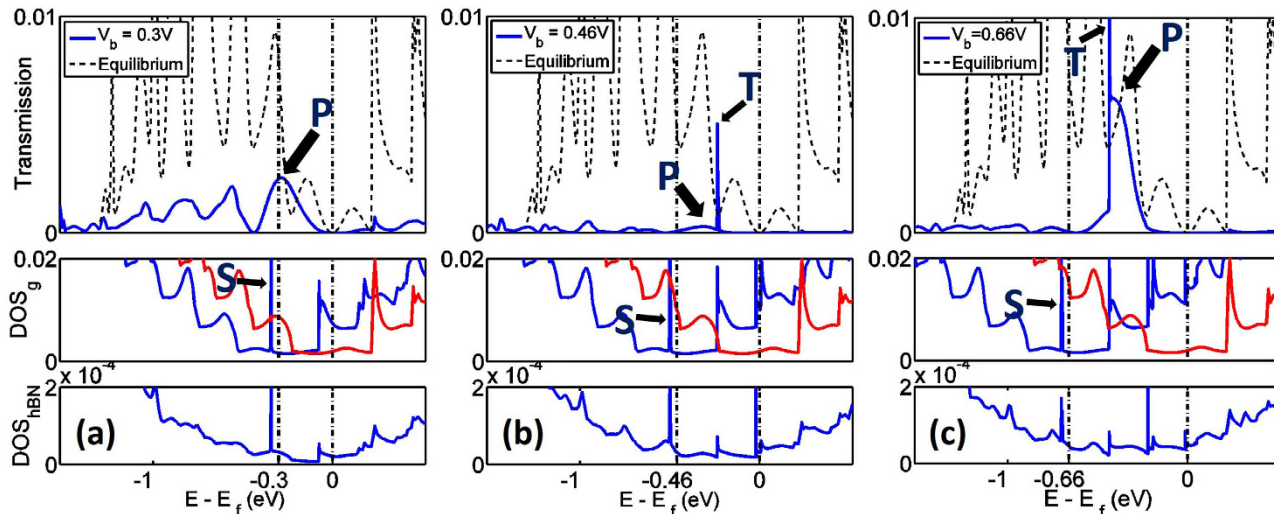 0.01
V_b = 0.3V
Equilibrium
P
Transmission
0
0.02
S
DOS_g
0
x 10^-4
2
DOS_hBN
(a)
0
-1
-0.3
0
E - E_f (eV)
0.01
V_b = 0.46V
Equilibrium
T
P
0
0.02
S
0
x 10^-4
2
(b)
0
-1
-0.46
0
E - E_f (eV)
0.01
V_b=0.66V
Equilibrium
T
P
0
0.02
S
0
x 10^-4
2
(c)
0
-1
-0.66
0
E - E_f (eV)